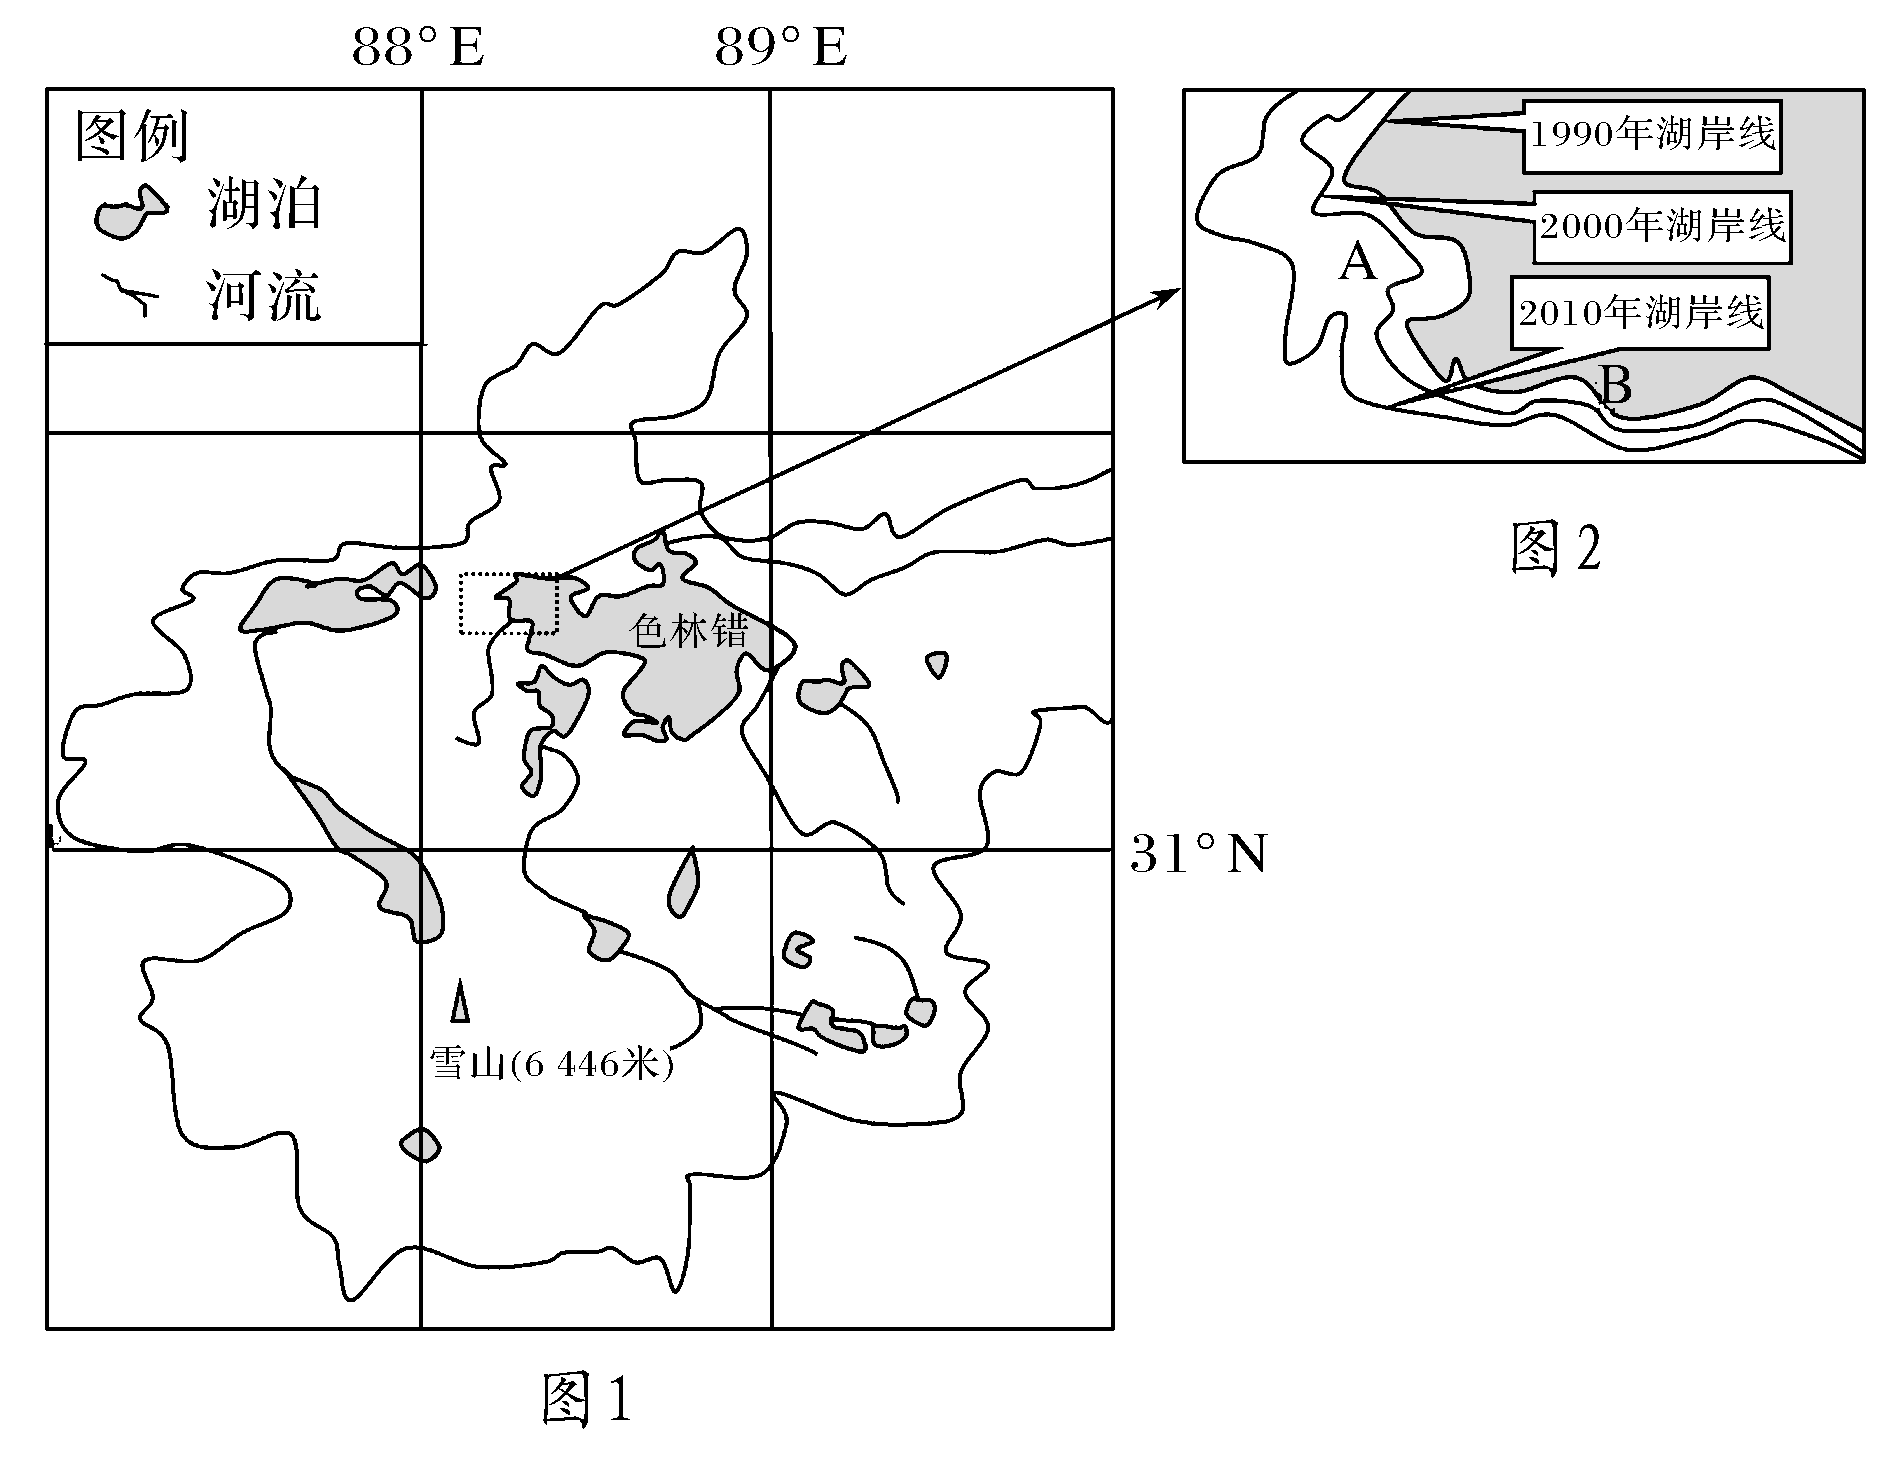 88°E
89°E
图例
湖泊
河流
色林错
31°N
雪山(6 446米)
图1
1990年湖岸线
2000年湖岸线
A
2010年湖岸线
B
图2